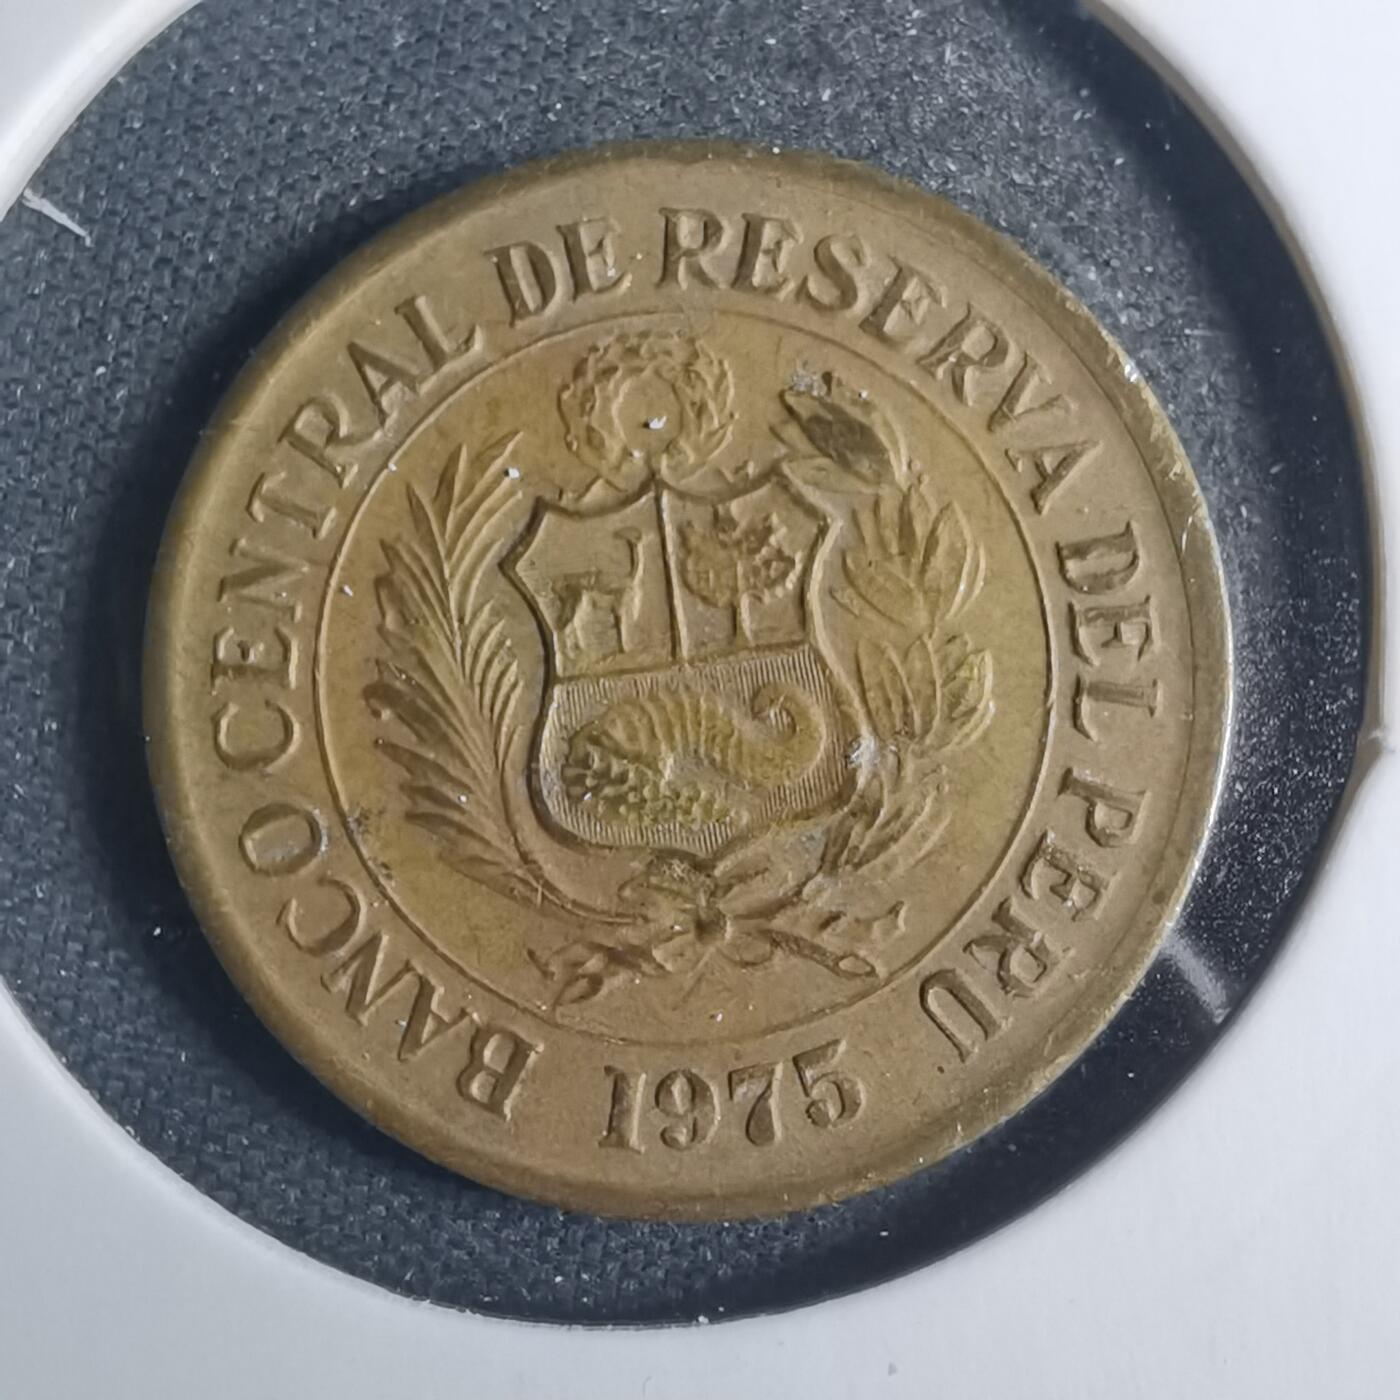 BANCO CENTRAL DE RESERVA DEL PERU
1975